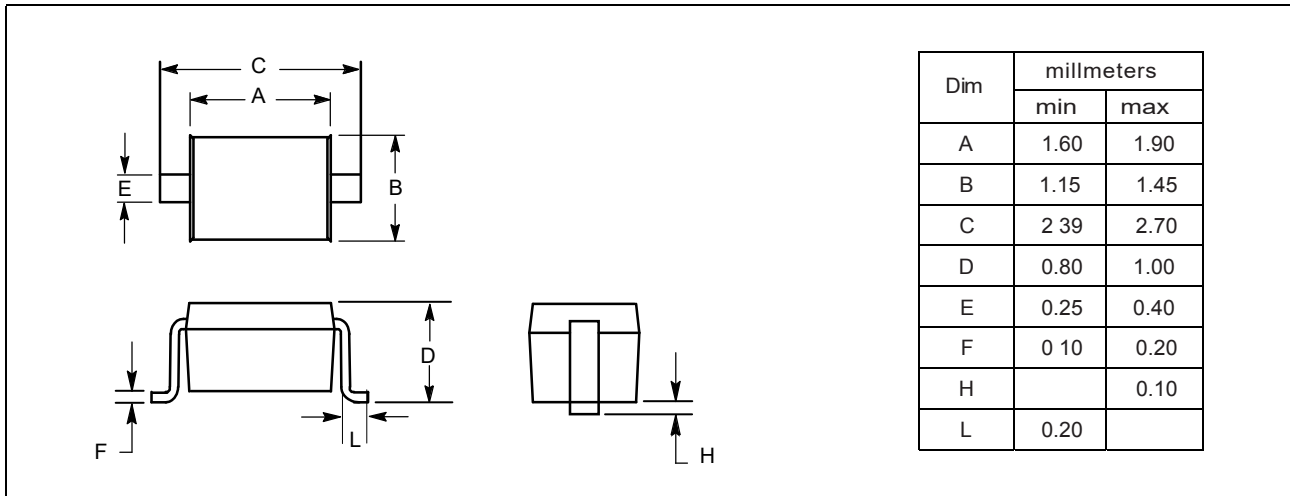 C
A
E
B
D
F
L
H
Dim millmeters
min max
A 1.60 1.90
B 1.15 1.45
C 2 39 2.70
D 0.80 1.00
E 0.25 0.40
F 0 10 0.20
H 0.10
L 0.20